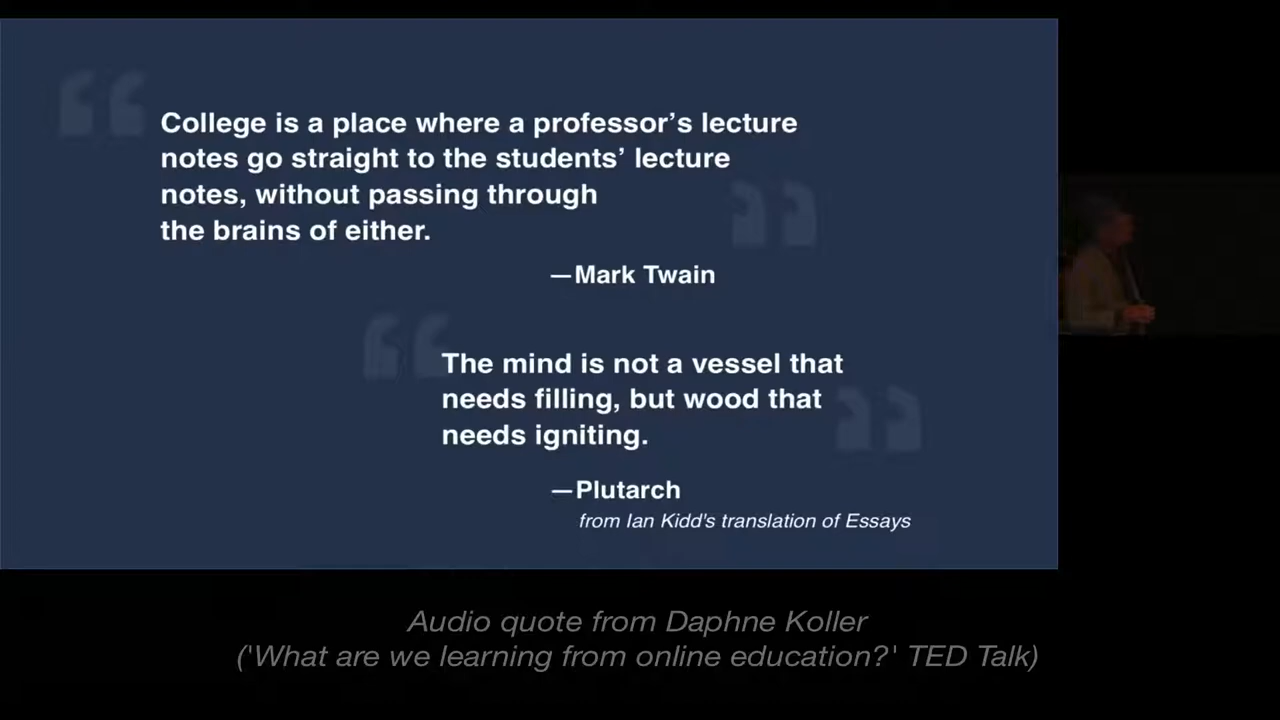 College is a place where a professor’s lecture
notes go straight to the students’ lecture
notes, without passing through
the brains of either.
—Mark Twain
The mind is not a vessel that
needs filling, but wood that
needs igniting.
—Plutarch
from Ian Kidd's translation of Essays
Audio quote from Daphne Koller
('What are we learning from online education?' TED Talk)